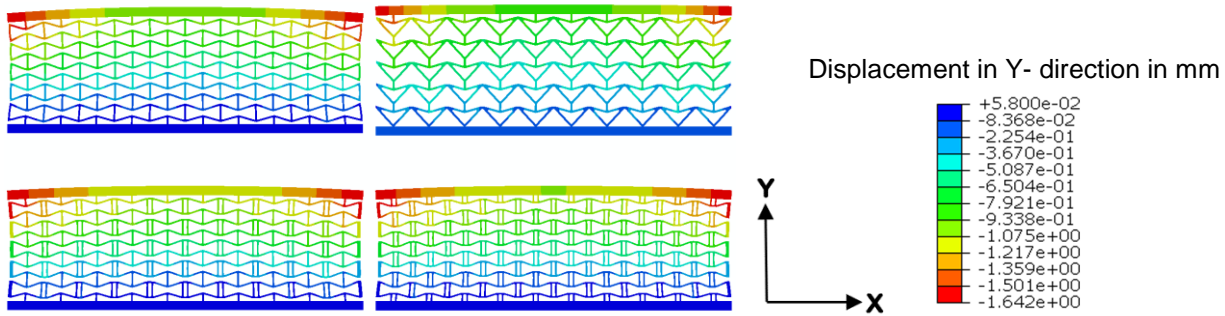 Displacement in Y- direction in mm
+5.800e-02
-8.368e-02
-2.254e-01
-3.670e-01
-5.087e-01
-6.504e-01
-7.921e-01
-9.338e-01
-1.075e+00
-1.217e+00
-1.359e+00
-1.501e+00
-1.642e+00
Y
X